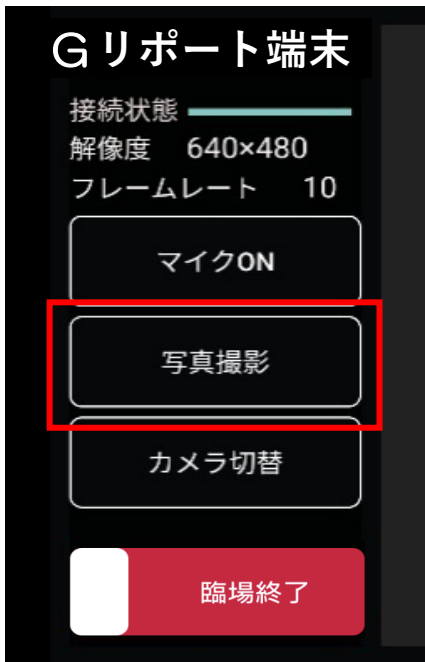 Gリポート端末
接続状態
解像度 640×480
フレームレート 10
マイクON
写真撮影
カメラ切替
臨場終了